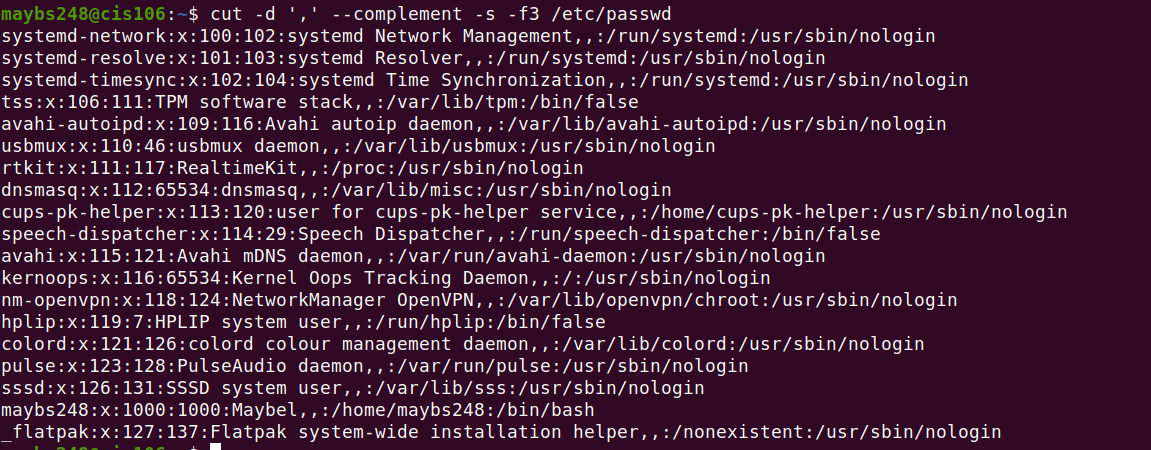 maybs248@cis106:~$ cut -d ',' --complement -s -f3 /etc/passwd
systemd-network:x:100:102:systemd Network Management,,:/run/systemd:/usr/sbin/nologin
systemd-resolve:x:101:103:systemd Resolver,,:/run/systemd:/usr/sbin/nologin
systemd-timesync:x:102:104:systemd Time Synchronization,,:/run/systemd:/usr/sbin/nologin
tss:x:106:111:TPM software stack,,:/var/lib/tpm:/bin/false
avahi-autoipd:x:109:116:Avahi autoip daemon,,:/var/lib/avahi-autoipd:/usr/sbin/nologin
usbmux:x:110:46:usbmux daemon,,:/var/lib/usbmux:/usr/sbin/nologin
rtkit:x:111:117:RealtimeKit,,:/proc:/usr/sbin/nologin
dnsmasq:x:112:65534:dnsmasq,,:/var/lib/misc:/usr/sbin/nologin
cups-pk-helper:x:113:120:user for cups-pk-helper service,,:/home/cups-pk-helper:/usr/sbin/nologin
speech-dispatcher:x:114:29:Speech Dispatcher,,:/run/speech-dispatcher:/bin/false
avahi:x:115:121:Avahi mDNS daemon,,:/var/run/avahi-daemon:/usr/sbin/nologin
kernoops:x:116:65534:Kernel Oops Tracking Daemon,,:/:/usr/sbin/nologin
nm-openvpn:x:118:124:NetworkManager OpenVPN,,:/var/lib/openvpn/chroot:/usr/sbin/nologin
hplip:x:119:7:HPLIP system user,,:/run/hplip:/bin/false
colord:x:121:126:colord colour management daemon,,:/var/lib/colord:/usr/sbin/nologin
pulse:x:123:128:PulseAudio daemon,,:/var/run/pulse:/usr/sbin/nologin
sssd:x:126:131:SSSD system user,,:/var/lib/sss:/usr/sbin/nologin
maybs248:x:1000:1000:Maybel,,:/home/maybs248:/bin/bash
_flatpak:x:127:137:Flatpak system-wide installation helper,,:/nonexistent:/usr/sbin/nologin